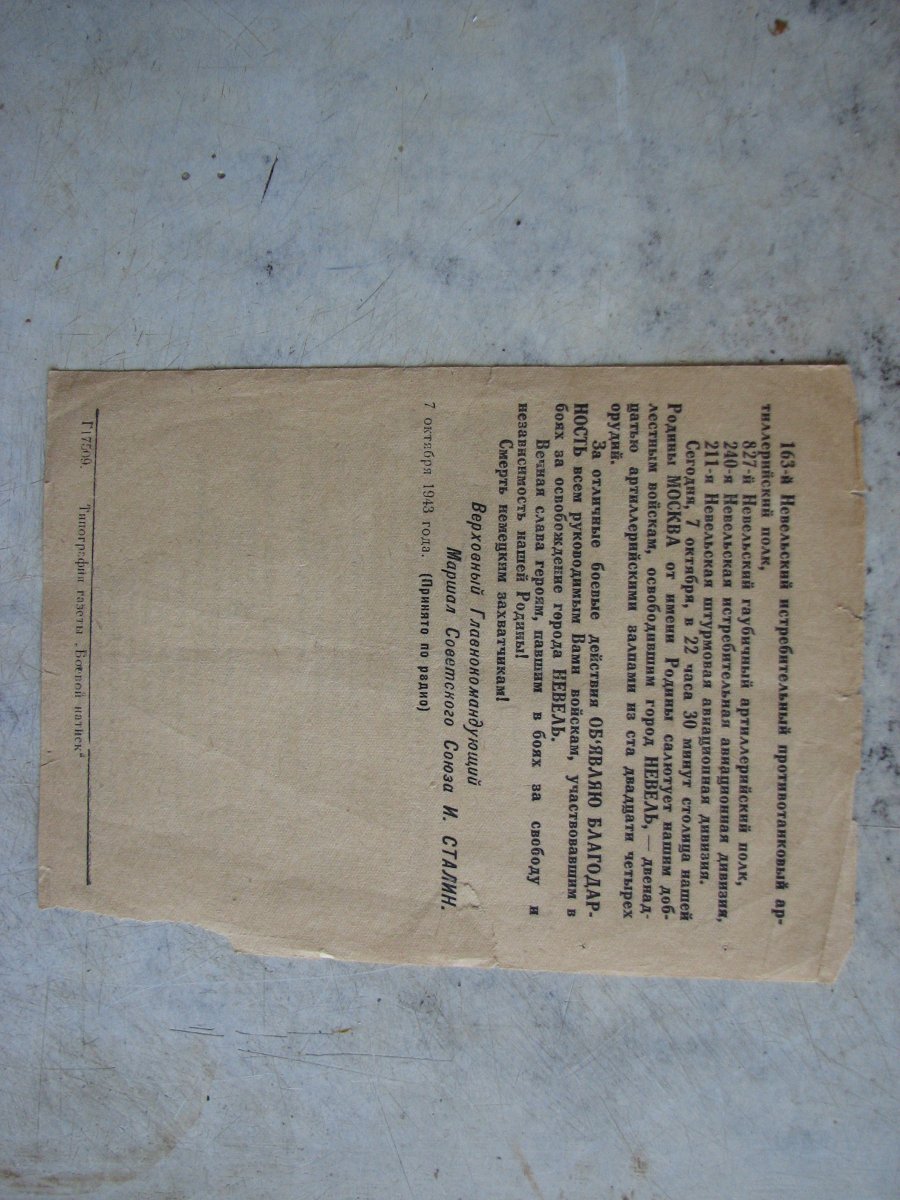 163-й Невельский истребительный противотанковый ар-
тиллерийский полк,
827-й Невельский гаубичный артиллерийский полк,
240-я Невельская истребительная авиационная дивизия,
211-я Невельская штурмовая авиационная дивизия.
Сегодня, 7 октября, в 22 часа 30 минут столица нашей
Родины МОСКВА от имени Родины салютует нашим доб-
лестным войскам, освободившим город НЕВЕЛЬ, — двенад-
цатью артиллерийскими залпами из ста двадцати четырех
орудий.
За отличные боевые действия ОБ'ЯВЛЯЮ БЛАГОДАР-
НОСТЬ всем руководимым Вами войскам, участвовавшим в
боях за освобождение города НЕВЕЛЬ.
Вечная слава героям, павшим в боях за свободу и
независимость нашей Родины!
Смерть немецким захватчикам!
Верховный Главнокомандующий
Маршал Советского Союза И. СТАЛИН.
7 октября 1943 года. (Принято по радио)
Г17509. Типография газеты „Боевой натиск“